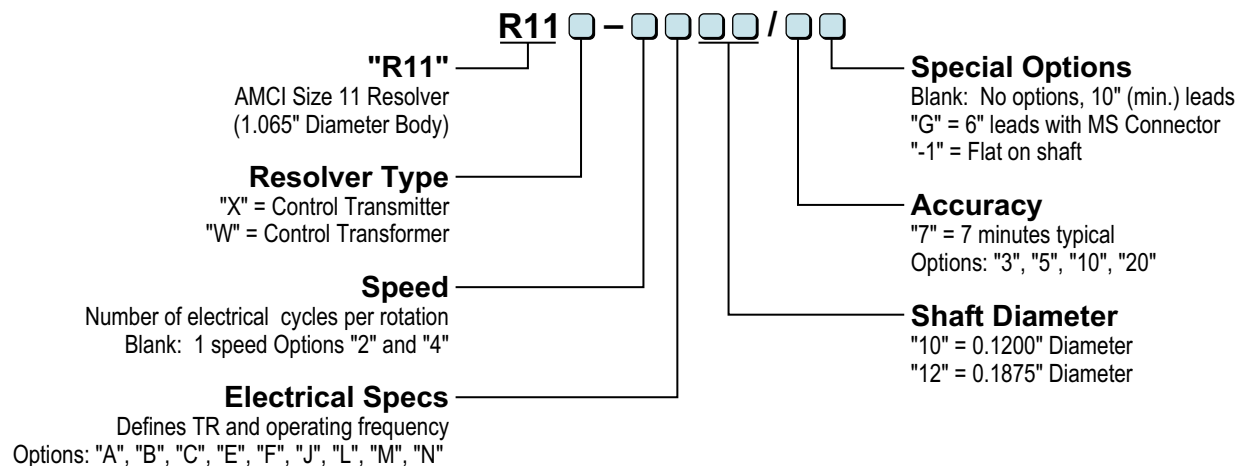 R11 – /
"R11"
AMCI Size 11 Resolver
(1.065" Diameter Body)
Resolver Type
"X" = Control Transmitter
"W" = Control Transformer
Speed
Number of electrical cycles per rotation
Blank: 1 speed Options "2" and "4"
Electrical Specs
Defines TR and operating frequency
Options: "A", "B", "C", "E", "F", "J", "L", "M", "N"
Special Options
Blank: No options, 10" (min.) leads
"G" = 6" leads with MS Connector
"-1" = Flat on shaft
Accuracy
"7" = 7 minutes typical
Options: "3", "5", "10", "20"
Shaft Diameter
"10" = 0.1200" Diameter
"12" = 0.1875" Diameter